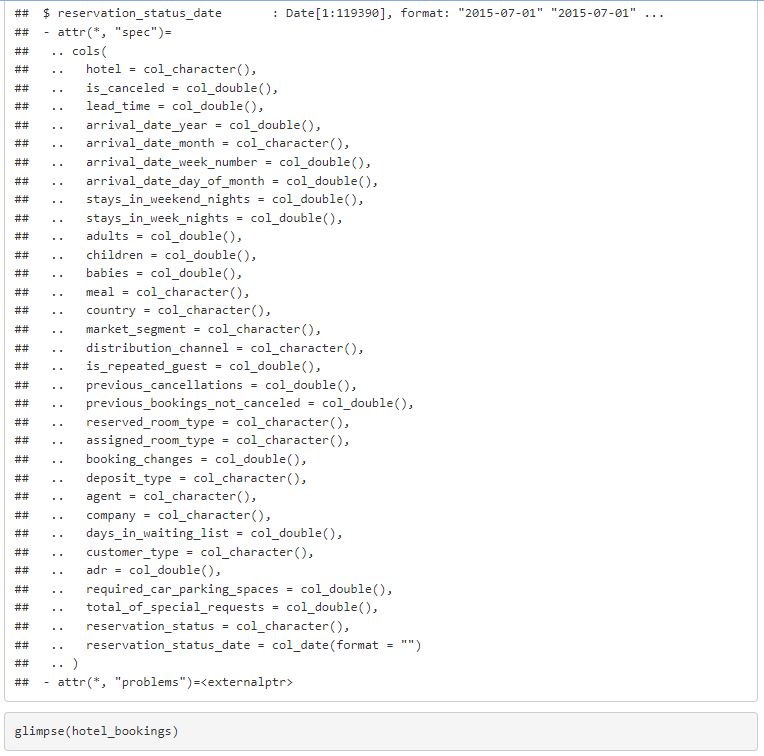 ##  $ reservation_status_date       : Date[1:119390], format: "2015-07-01" "2015-07-01" ...
##  - attr(*, "spec")=
##   .. cols(
##   ..   hotel = col_character(),
##   ..   is_canceled = col_double(),
##   ..   lead_time = col_double(),
##   ..   arrival_date_year = col_double(),
##   ..   arrival_date_month = col_character(),
##   ..   arrival_date_week_number = col_double(),
##   ..   arrival_date_day_of_month = col_double(),
##   ..   stays_in_weekend_nights = col_double(),
##   ..   stays_in_week_nights = col_double(),
##   ..   adults = col_double(),
##   ..   children = col_double(),
##   ..   babies = col_double(),
##   ..   meal = col_character(),
##   ..   country = col_character(),
##   ..   market_segment = col_character(),
##   ..   distribution_channel = col_character(),
##   ..   is_repeated_guest = col_double(),
##   ..   previous_cancellations = col_double(),
##   ..   previous_bookings_not_canceled = col_double(),
##   ..   reserved_room_type = col_character(),
##   ..   assigned_room_type = col_character(),
##   ..   booking_changes = col_double(),
##   ..   deposit_type = col_character(),
##   ..   agent = col_character(),
##   ..   company = col_character(),
##   ..   days_in_waiting_list = col_double(),
##   ..   customer_type = col_character(),
##   ..   adr = col_double(),
##   ..   required_car_parking_spaces = col_double(),
##   ..   total_of_special_requests = col_double(),
##   ..   reservation_status = col_character(),
##   ..   reservation_status_date = col_date(format = "")
##   .. )
##  - attr(*, "problems")=<externalptr>
glimpse(hotel_bookings)